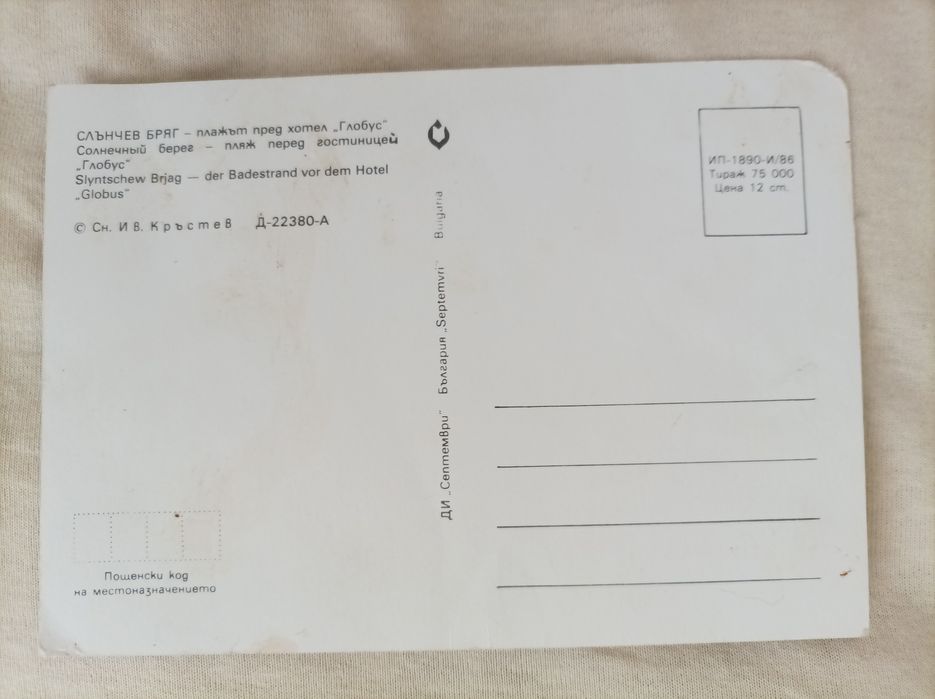 СЛЪНЧЕВ БРЯГ – плажът пред хотел „Глобус“
Солнечный берег – пляж перед гостиницей
„Глобус“
Slyntschew Brjag — der Badestrand vor dem Hotel
„Globus“
© Сн. Ив. Кръстев Д-22380-А
ДИ „Септември“ България „Septemvri“ Bulgaria
ИП-1890-И/86
Тираж 75 000
Цена 12 ст.
Пощенски код
на местоназначението